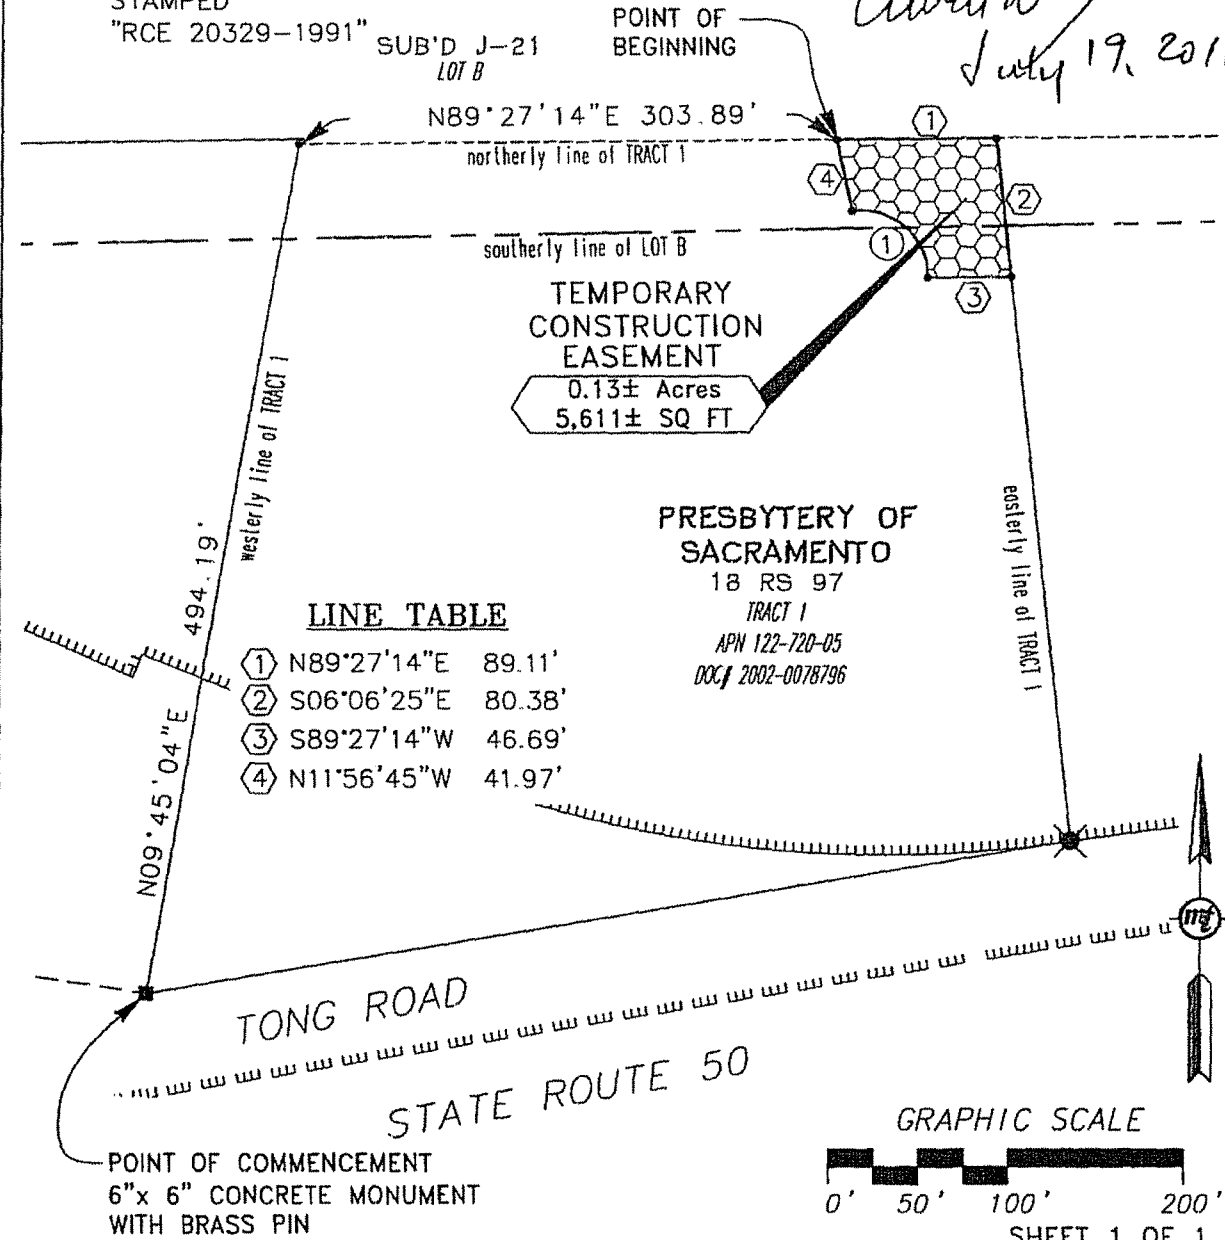 STAMPED
"RCE 20329-1991"
SUB'D J-21
LOT B
POINT OF
BEGINNING
July 19, 201
N89°27'14"E 303.89'
northerly line of TRACT 1
1
4
2
southerly line of LOT B
1
3
TEMPORARY
CONSTRUCTION
EASEMENT
0.13± Acres
5,611± SQ FT
westerly line of TRACT 1
easterly line of TRACT 1
PRESBYTERY OF
SACRAMENTO
18 RS 97
TRACT 1
APN 122-720-05
DOC# 2002-0078796
N09°45'04"E 494.19'
LINE TABLE
1 N89°27'14"E 89.11'
2 S06°06'25"E 80.38'
3 S89°27'14"W 46.69'
4 N11°56'45"W 41.97'
TONG ROAD
STATE ROUTE 50
POINT OF COMMENCEMENT
6"x 6" CONCRETE MONUMENT
WITH BRASS PIN
GRAPHIC SCALE
0' 50' 100' 200'
SHEET 1 OF 1